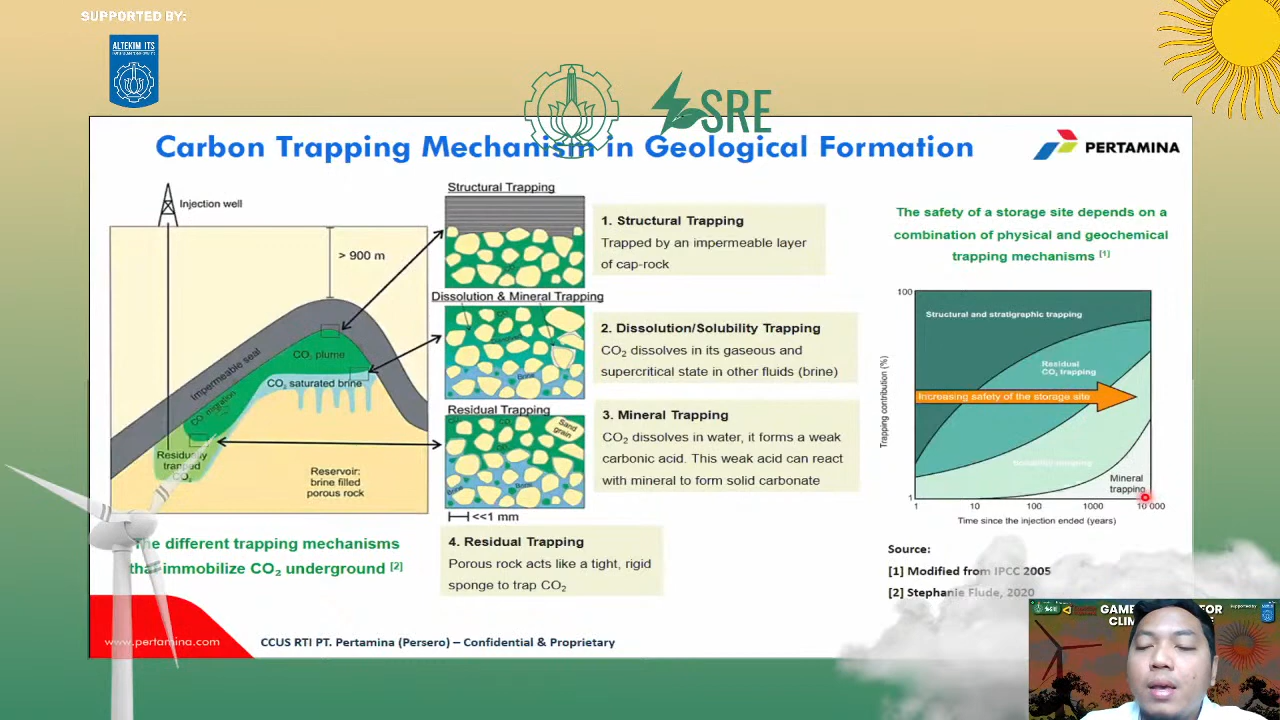 SUPPORTED BY:
ALTEKIM ITS
SRE
Carbon Trapping Mechanism in Geological Formation
PERTAMINA
Injection well
> 900 m
Impermeable seal
CO₂ plume
CO₂ saturated brine
CO₂ migration
Residually
trapped
CO₂
Reservoir:
brine filled
porous rock
The different trapping mechanisms
that immobilize CO₂ underground [2]
Structural Trapping
Dissolution & Mineral Trapping
Brine
Residual Trapping
Sand
grain
Brine
Brine
<<1 mm
1. Structural Trapping
Trapped by an impermeable layer
of cap-rock
2. Dissolution/Solubility Trapping
CO₂ dissolves in its gaseous and
supercritical state in other fluids (brine)
3. Mineral Trapping
CO₂ dissolves in water, it forms a weak
carbonic acid. This weak acid can react
with mineral to form solid carbonate
4. Residual Trapping
Porous rock acts like a tight, rigid
sponge to trap CO₂
The safety of a storage site depends on a
combination of physical and geochemical
trapping mechanisms [1]
100
Structural and stratigraphic trapping
Residual
CO₂ trapping
Increasing safety of the storage site
Solubility trapping
Mineral
trapping
Trapping contribution (%)
1
1 10 100 1000 10 000
Time since the injection ended (years)
Source:
[1] Modified from IPCC 2005
[2] Stephanie Flude, 2020
www.pertamina.com
CCUS RTI PT. Pertamina (Persero) – Confidential & Proprietary